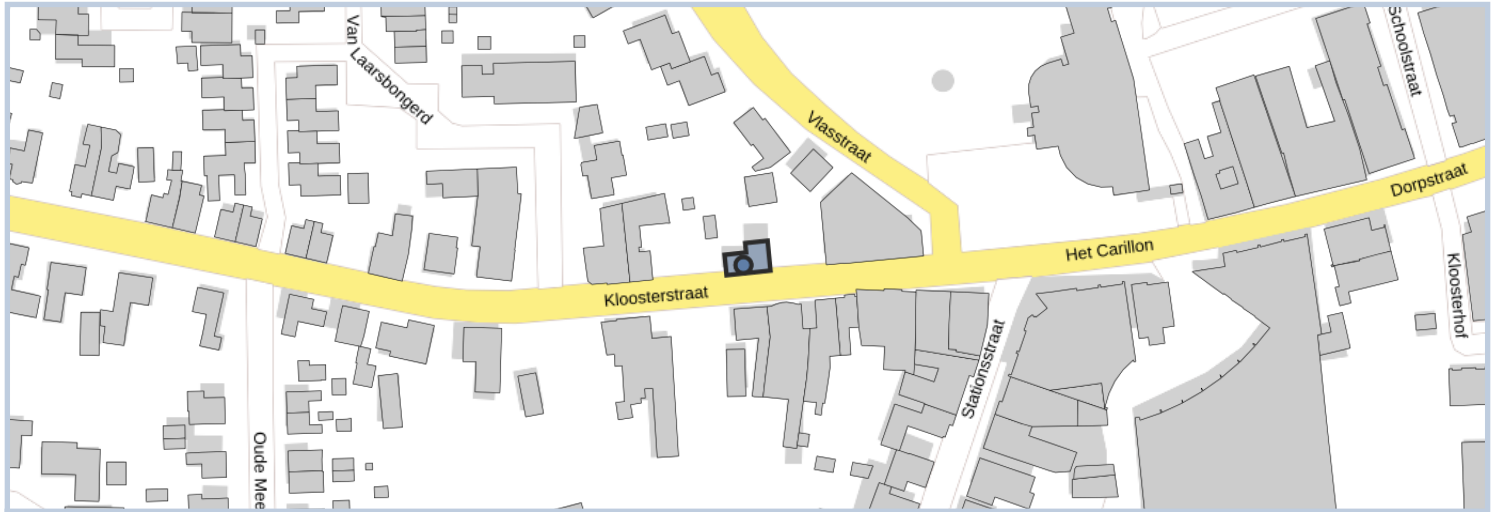 Van Laarsbongerd
Schoolstraat
Vlasstraat
Dorpstraat
Het Carillon
Kloosterstraat
Kloosterhof
Stationsstraat
Oude Mee